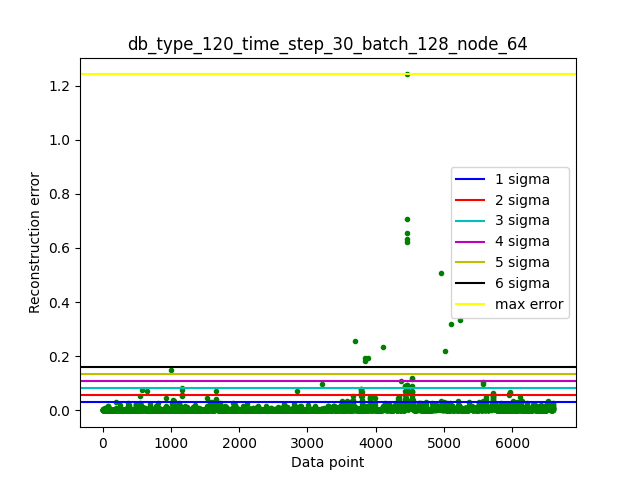 db_type_120_time_step_30_batch_128_node_64
1.2
1.0
0.8
0.6
0.4
0.2
0.0
Reconstruction error
1 sigma
2 sigma
3 sigma
4 sigma
5 sigma
6 sigma
max error
0
1000
2000
3000
4000
5000
6000
Data point